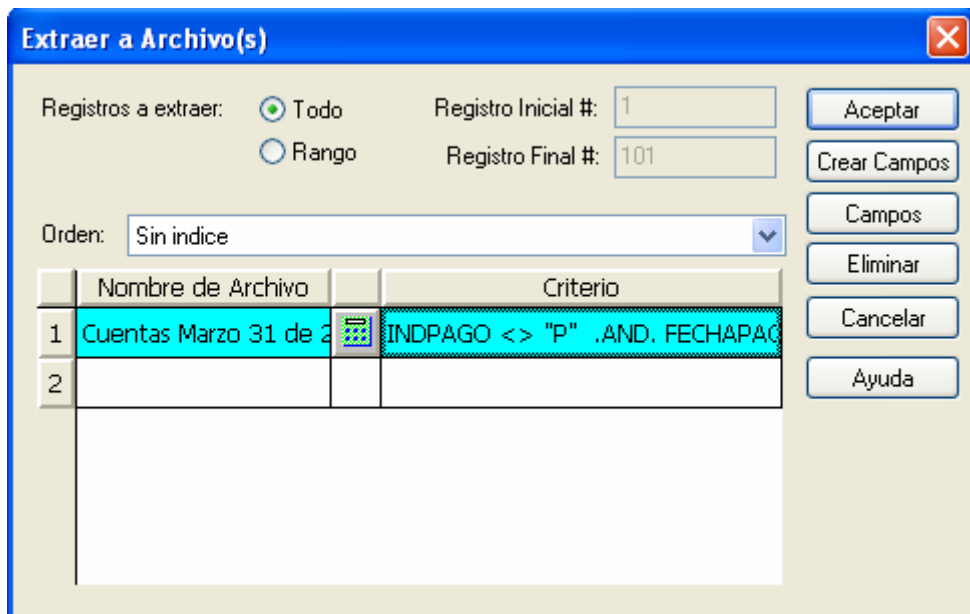 Extraer a Archivo(s)
Registros a extraer:
Todo
Rango
Registro Inicial #: 1
Registro Final #: 101
Aceptar
Crear Campos
Campos
Eliminar
Cancelar
Ayuda
Orden: Sin indice
Nombre de Archivo Criterio
1 Cuentas Marzo 31 de 2 INDPAGO <> "P" .AND. FECHAPAG
2